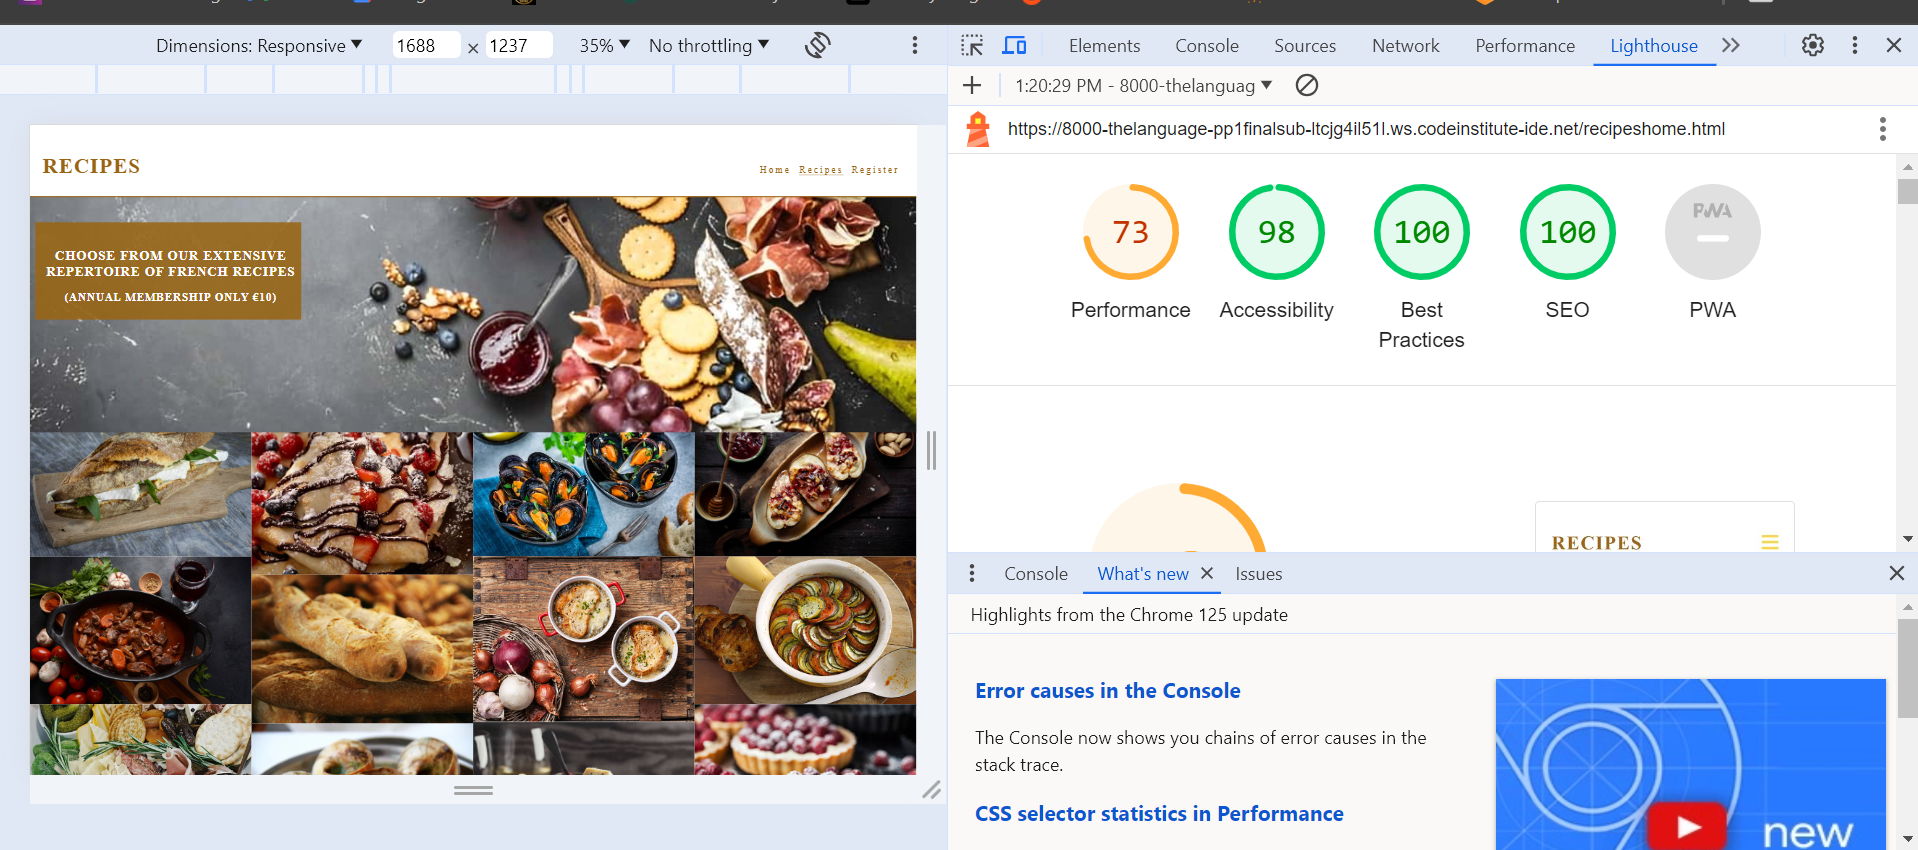 Dimensions: Responsive 1688 × 1237 35% No throttling
Elements Console Sources Network Performance Lighthouse
1:20:29 PM - 8000-thelanguag
https://8000-thelanguage-pp1finalsub-ltcjg4il51l.ws.codeinstitute-ide.net/recipeshome.html
RECIPES
Home Recipes Register
CHOOSE FROM OUR EXTENSIVE
REPERTOIRE OF FRENCH RECIPES
(ANNUAL MEMBERSHIP ONLY €10)
73 98 100 100 PWA
Performance Accessibility Best
Practices SEO PWA
RECIPES
Console What's new Issues
Highlights from the Chrome 125 update
Error causes in the Console
The Console now shows you chains of error causes in the
stack trace.
CSS selector statistics in Performance
new